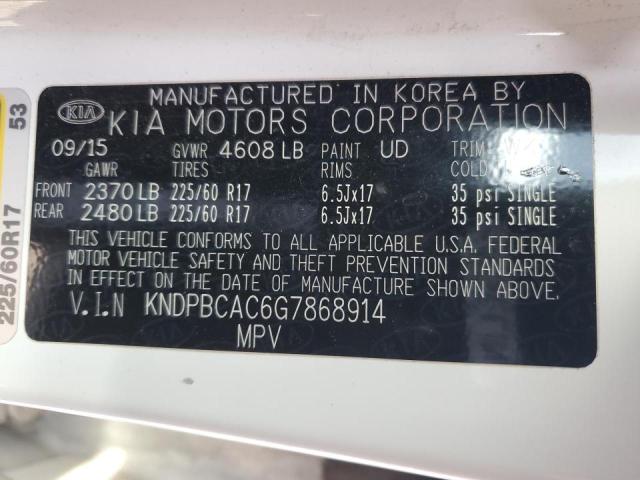 MANUFACTURED IN KOREA BY
KIA KIA MOTORS CORPORATION
09/15 GVWR 4608 LB PAINT UD TRIM
GAWR TIRES RIMS COLD
FRONT 2370 LB 225/60 R17 6.5Jx17 35 psi SINGLE
REAR 2480 LB 225/60 R17 6.5Jx17 35 psi SINGLE
THIS VEHICLE CONFORMS TO ALL APPLICABLE U.S.A. FEDERAL
MOTOR VEHICLE SAFETY AND THEFT PREVENTION STANDARDS
IN EFFECT ON THE DATE OF MANUFACTURE SHOWN ABOVE.
V.I.N KNDPBCAC6G7868914
MPV
225/60R17 53